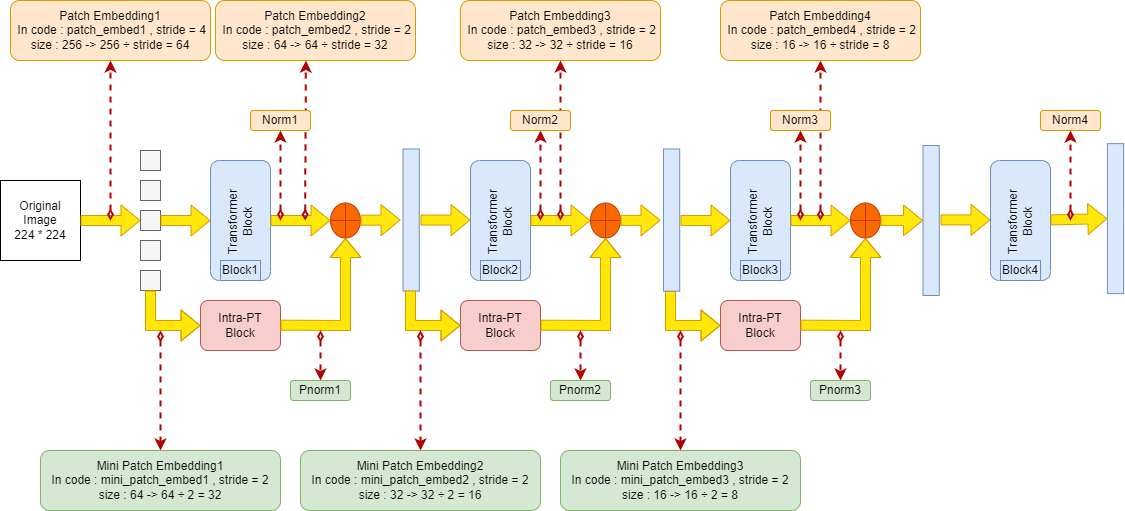 Patch Embedding1
In code : patch_embed1 , stride = 4
size : 256 -> 256 ÷ stride = 64
Patch Embedding2
In code : patch_embed2 , stride = 2
size : 64 -> 64 ÷ stride = 32
Patch Embedding3
In code : patch_embed3 , stride = 2
size : 32 -> 32 ÷ stride = 16
Patch Embedding4
In code : patch_embed4 , stride = 2
size : 16 -> 16 ÷ stride = 8
Norm1
Norm2
Norm3
Norm4
Original
Image
224 * 224
Transformer
Block
Block1
Transformer
Block
Block2
Transformer
Block
Block3
Transformer
Block
Block4
Intra-PT
Block
Intra-PT
Block
Intra-PT
Block
Pnorm1
Pnorm2
Pnorm3
Mini Patch Embedding1
In code : mini_patch_embed1 , stride = 2
size : 64 -> 64 ÷ 2 = 32
Mini Patch Embedding2
In code : mini_patch_embed2 , stride = 2
size : 32 -> 32 ÷ 2 = 16
Mini Patch Embedding3
In code : mini_patch_embed3 , stride = 2
size : 16 -> 16 ÷ 2 = 8